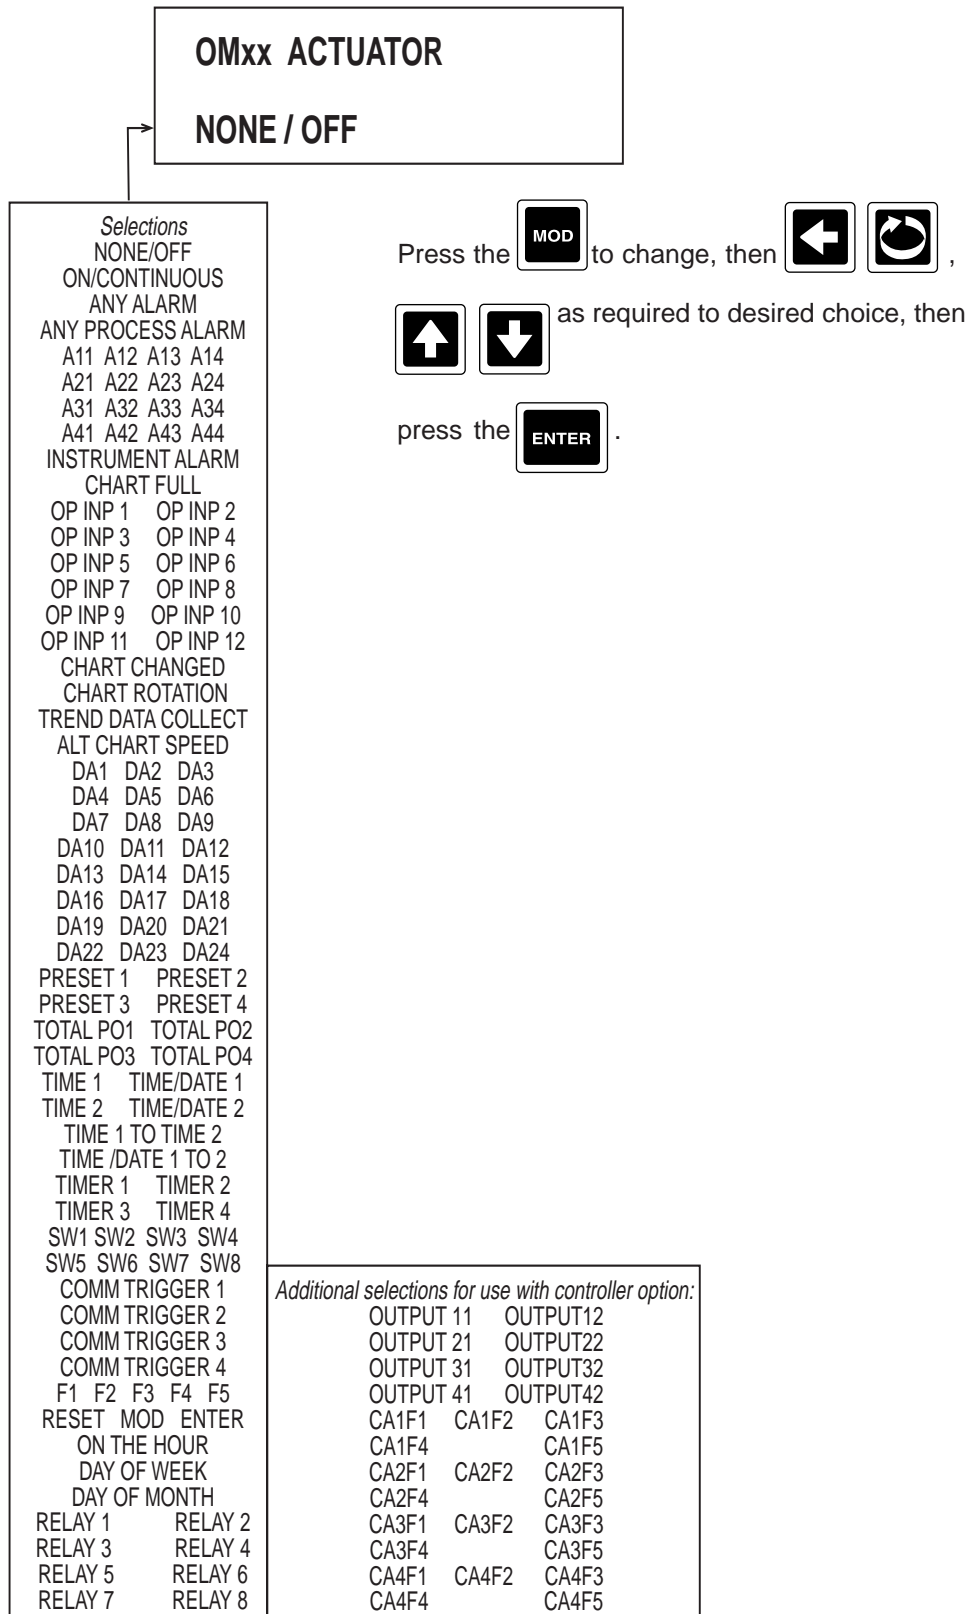 OMxx ACTUATOR
NONE / OFF
Selections
NONE/OFF
ON/CONTINUOUS
ANY ALARM
ANY PROCESS ALARM
A11 A12 A13 A14
A21 A22 A23 A24
A31 A32 A33 A34
A41 A42 A43 A44
INSTRUMENT ALARM
CHART FULL
OP INP 1 OP INP 2
OP INP 3 OP INP 4
OP INP 5 OP INP 6
OP INP 7 OP INP 8
OP INP 9 OP INP 10
OP INP 11 OP INP 12
CHART CHANGED
CHART ROTATION
TREND DATA COLLECT
ALT CHART SPEED
DA1 DA2 DA3
DA4 DA5 DA6
DA7 DA8 DA9
DA10 DA11 DA12
DA13 DA14 DA15
DA16 DA17 DA18
DA19 DA20 DA21
DA22 DA23 DA24
PRESET 1 PRESET 2
PRESET 3 PRESET 4
TOTAL PO1 TOTAL PO2
TOTAL PO3 TOTAL PO4
TIME 1 TIME/DATE 1
TIME 2 TIME/DATE 2
TIME 1 TO TIME 2
TIME /DATE 1 TO 2
TIMER 1 TIMER 2
TIMER 3 TIMER 4
SW1 SW2 SW3 SW4
SW5 SW6 SW7 SW8
COMM TRIGGER 1
COMM TRIGGER 2
COMM TRIGGER 3
COMM TRIGGER 4
F1 F2 F3 F4 F5
RESET MOD ENTER
ON THE HOUR
DAY OF WEEK
DAY OF MONTH
RELAY 1 RELAY 2
RELAY 3 RELAY 4
RELAY 5 RELAY 6
RELAY 7 RELAY 8
Press the MOD to change, then ,
as required to desired choice, then
press the ENTER .
Additional selections for use with controller option:
OUTPUT 11 OUTPUT12
OUTPUT 21 OUTPUT22
OUTPUT 31 OUTPUT32
OUTPUT 41 OUTPUT42
CA1F1 CA1F2 CA1F3
CA1F4 CA1F5
CA2F1 CA2F2 CA2F3
CA2F4 CA2F5
CA3F1 CA3F2 CA3F3
CA3F4 CA3F5
CA4F1 CA4F2 CA4F3
CA4F4 CA4F5